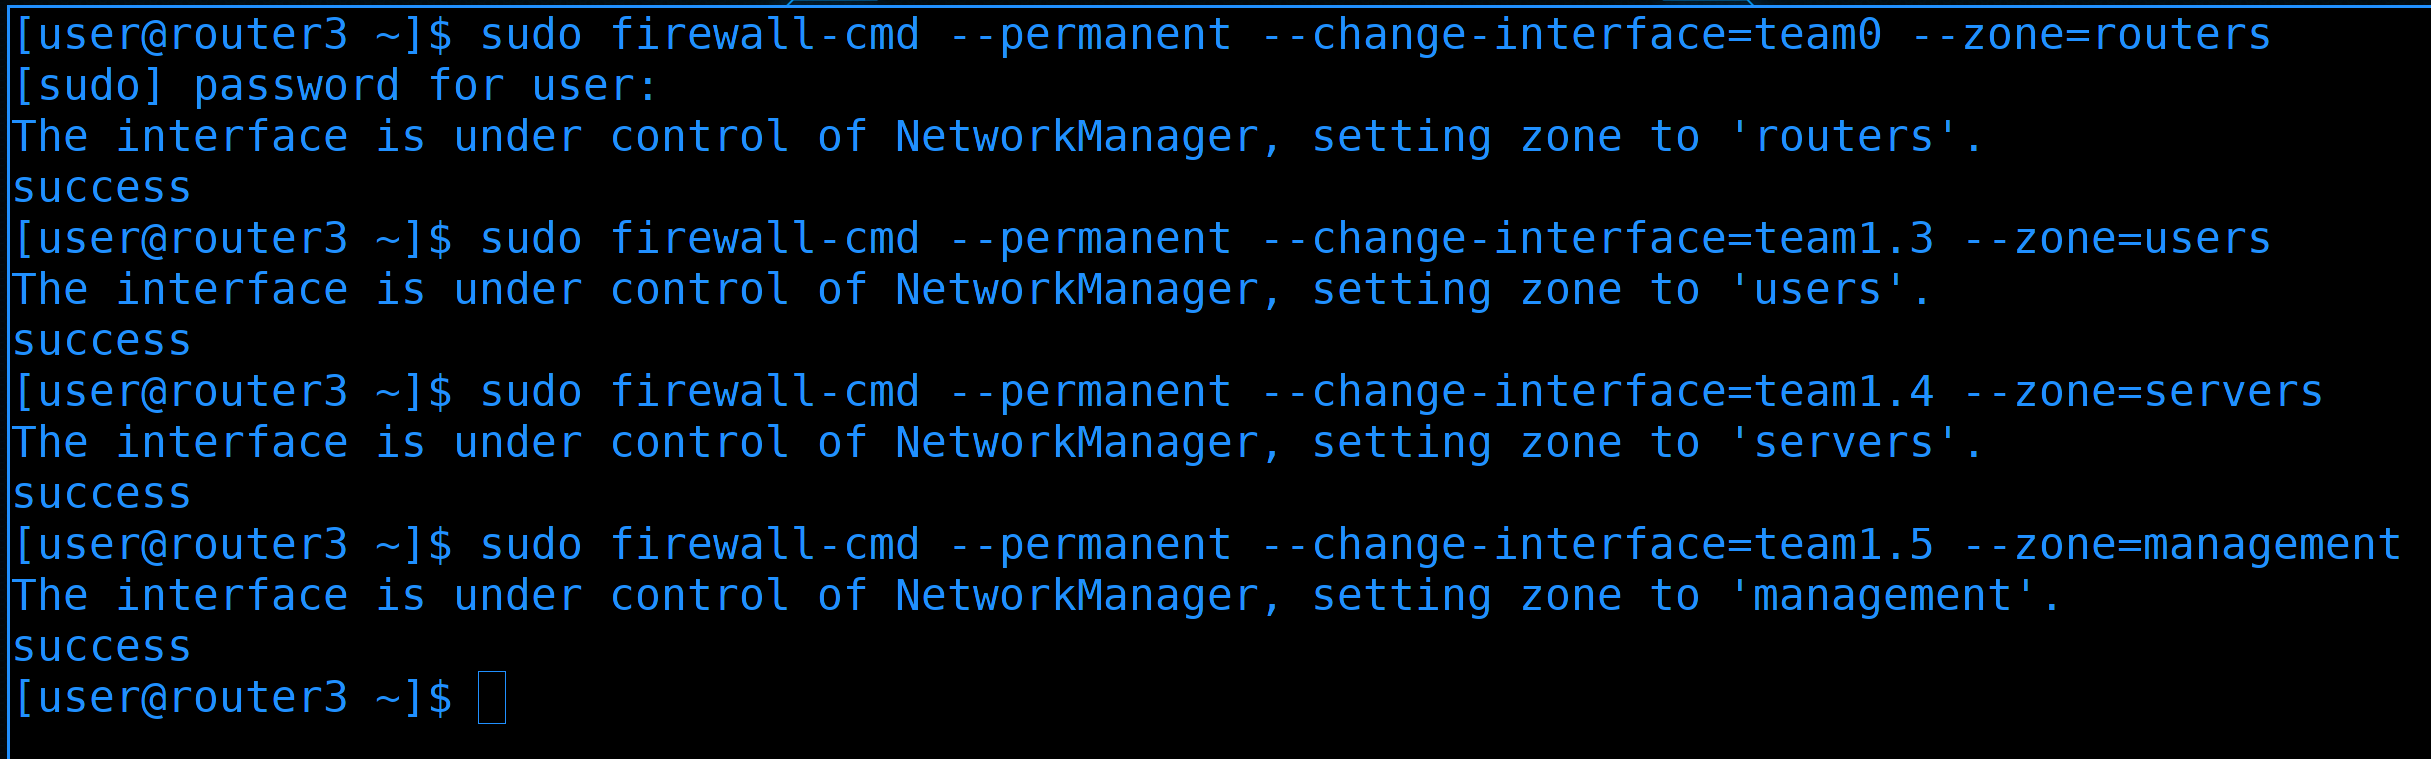 [user@router3 ~]$ sudo firewall-cmd --permanent --change-interface=team0 --zone=routers
[sudo] password for user:
The interface is under control of NetworkManager, setting zone to 'routers'.
success
[user@router3 ~]$ sudo firewall-cmd --permanent --change-interface=team1.3 --zone=users
The interface is under control of NetworkManager, setting zone to 'users'.
success
[user@router3 ~]$ sudo firewall-cmd --permanent --change-interface=team1.4 --zone=servers
The interface is under control of NetworkManager, setting zone to 'servers'.
success
[user@router3 ~]$ sudo firewall-cmd --permanent --change-interface=team1.5 --zone=management
The interface is under control of NetworkManager, setting zone to 'management'.
success
[user@router3 ~]$